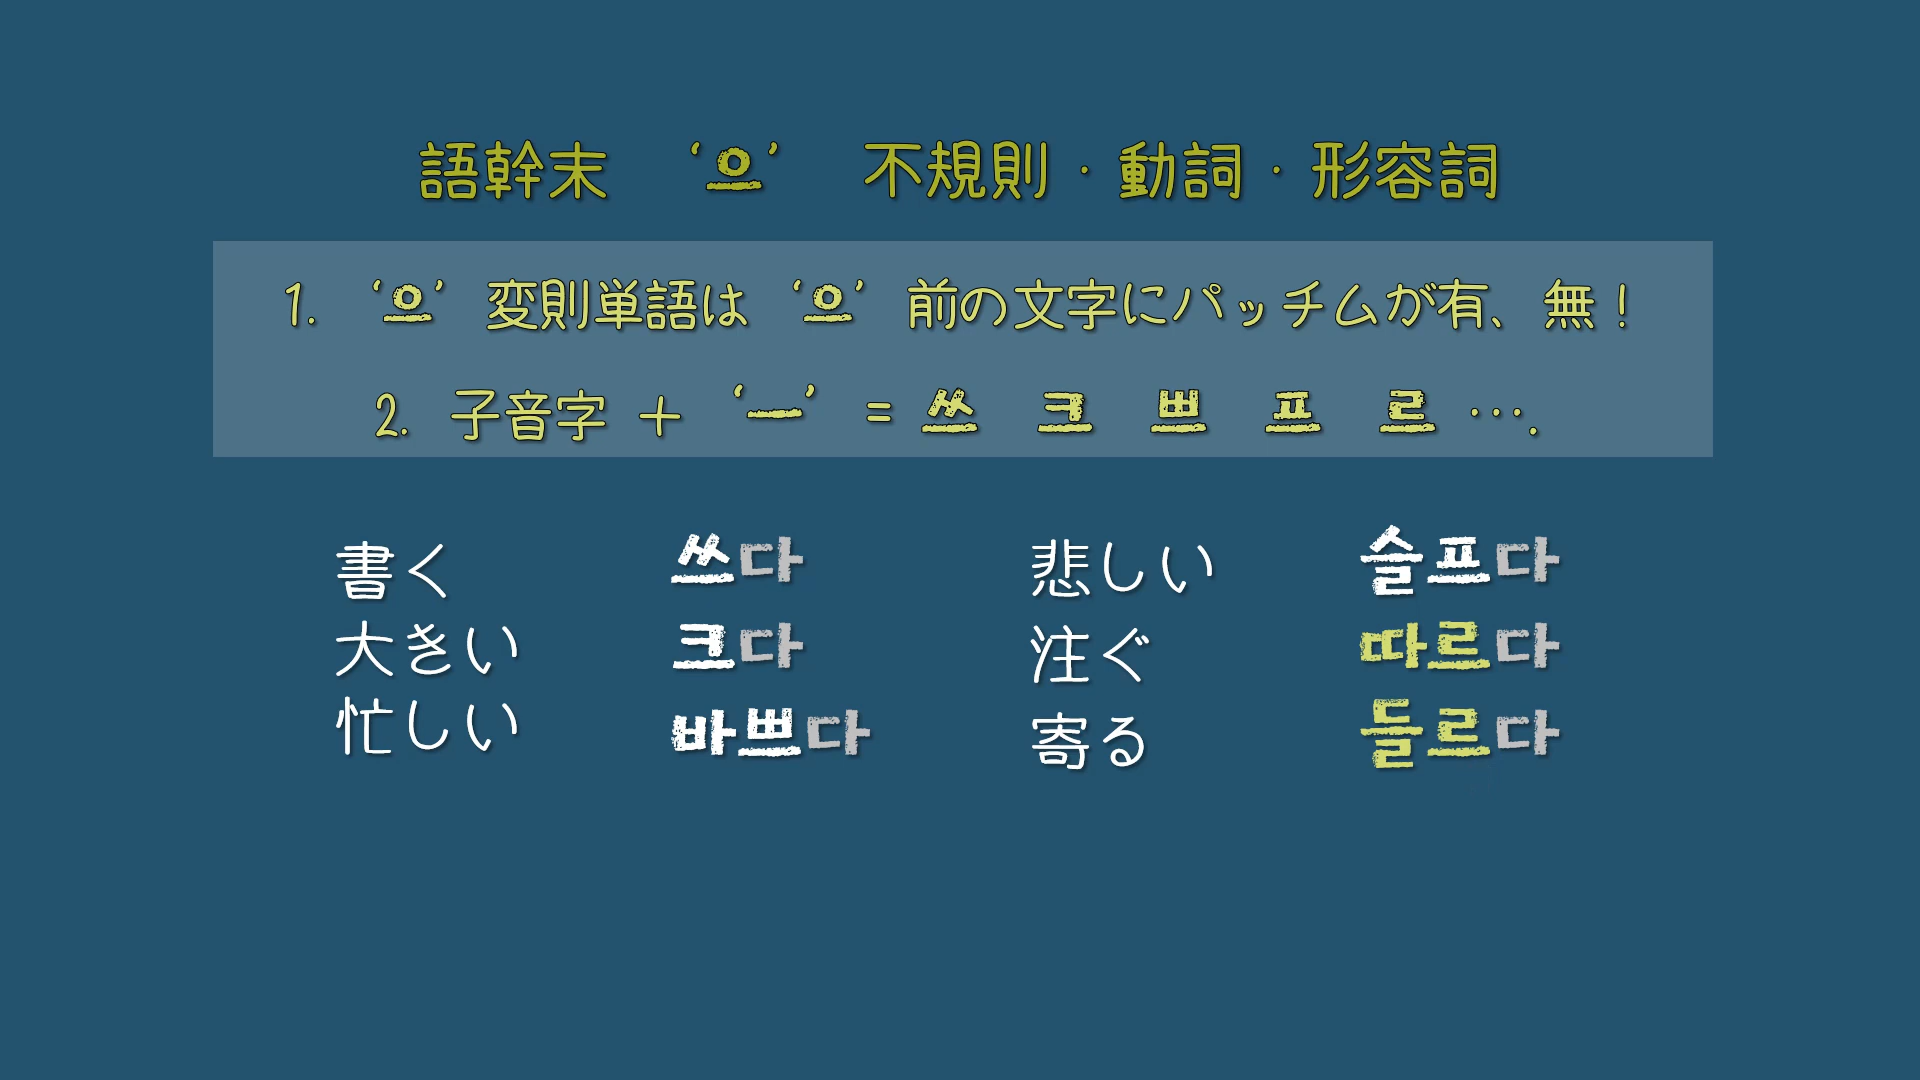 語幹末 ‘으’ 不規則・動詞・形容詞
1. ‘으’ 変則単語は ‘으’ 前の文字にパッチムが有、無！
2. 子音字 ＋ ‘ㅡ’ = 쓰 크 쁘 프 르 ….
書く 쓰다 悲しい 슬프다
大きい 크다 注ぐ 따르다
忙しい 바쁘다 寄る 들르다